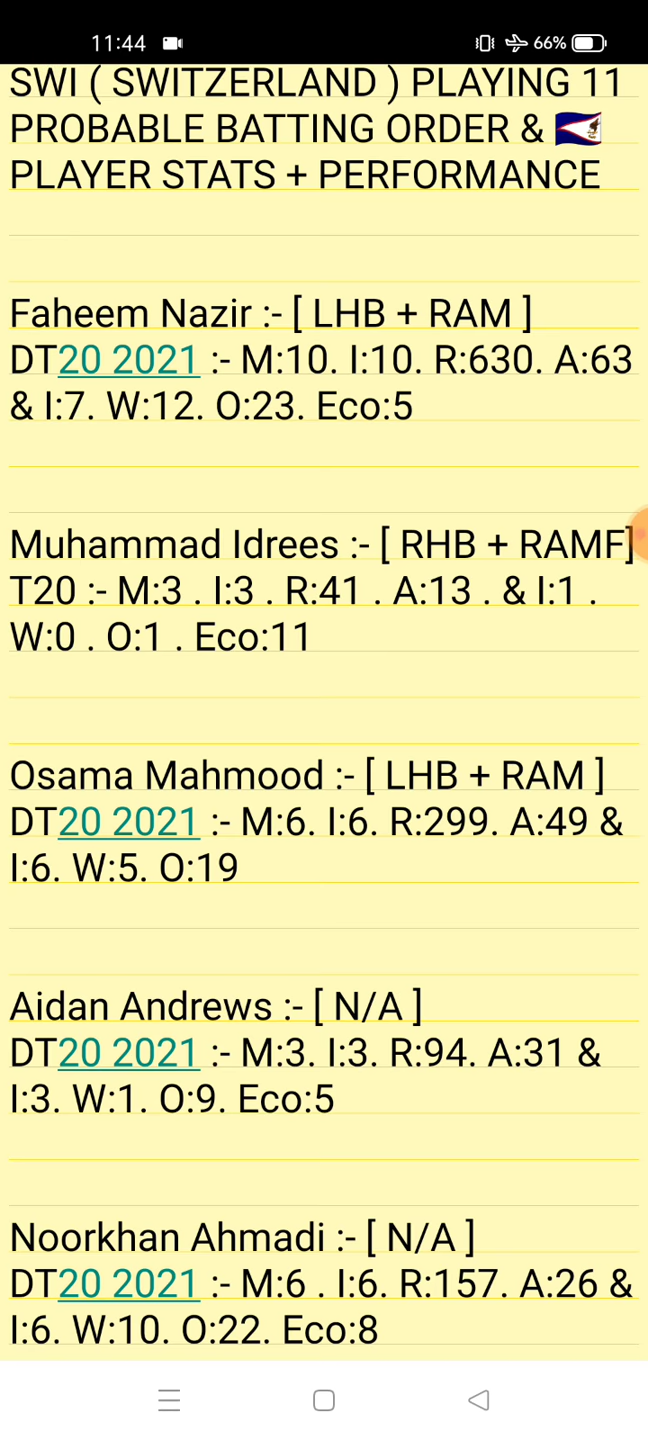 11:44 66%
SWI ( SWITZERLAND ) PLAYING 11
PROBABLE BATTING ORDER & 🇦🇸
PLAYER STATS + PERFORMANCE
Faheem Nazir :- [ LHB + RAM ]
DT20 2021 :- M:10. I:10. R:630. A:63
& I:7. W:12. O:23. Eco:5
Muhammad Idrees :- [ RHB + RAMF]
T20 :- M:3 . I:3 . R:41 . A:13 . & I:1 .
W:0 . O:1 . Eco:11
Osama Mahmood :- [ LHB + RAM ]
DT20 2021 :- M:6. I:6. R:299. A:49 &
I:6. W:5. O:19
Aidan Andrews :- [ N/A ]
DT20 2021 :- M:3. I:3. R:94. A:31 &
I:3. W:1. O:9. Eco:5
Noorkhan Ahmadi :- [ N/A ]
DT20 2021 :- M:6 . I:6. R:157. A:26 &
I:6. W:10. O:22. Eco:8